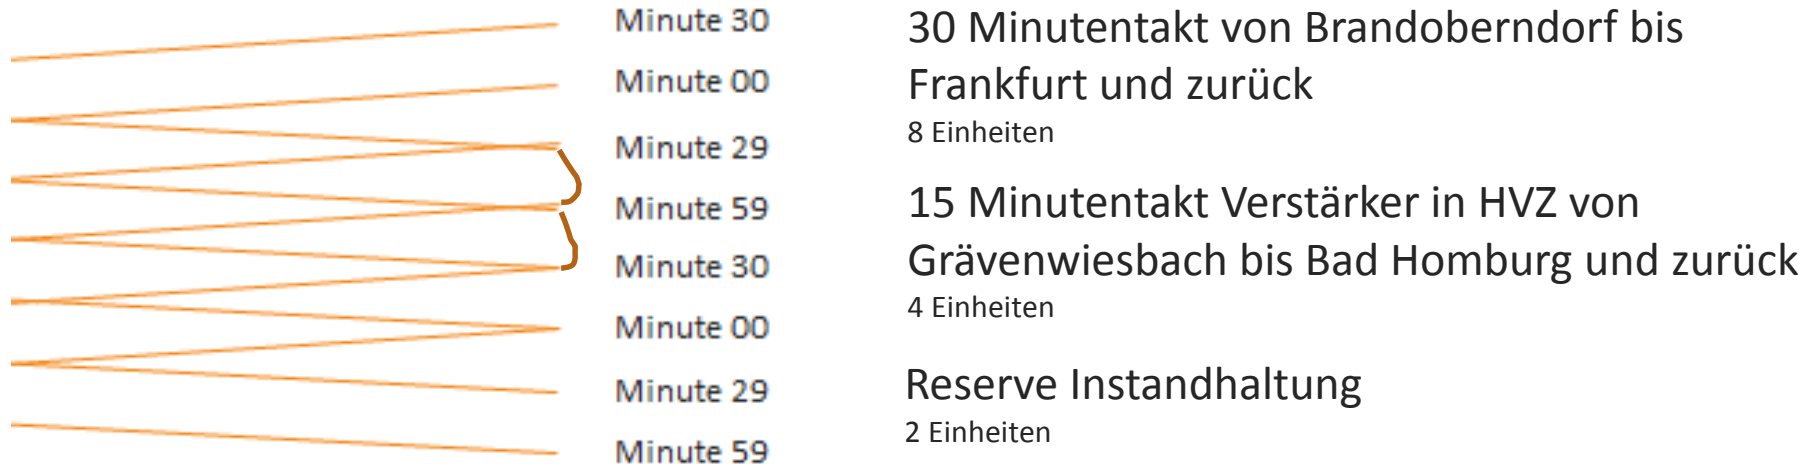 Minute 30
Minute 00
Minute 29
Minute 59
Minute 30
Minute 00
Minute 29
Minute 59
30 Minutentakt von Brandoberndorf bis
Frankfurt und zurück
8 Einheiten
15 Minutentakt Verstärker in HVZ von
Grävenwiesbach bis Bad Homburg und zurück
4 Einheiten
Reserve Instandhaltung
2 Einheiten